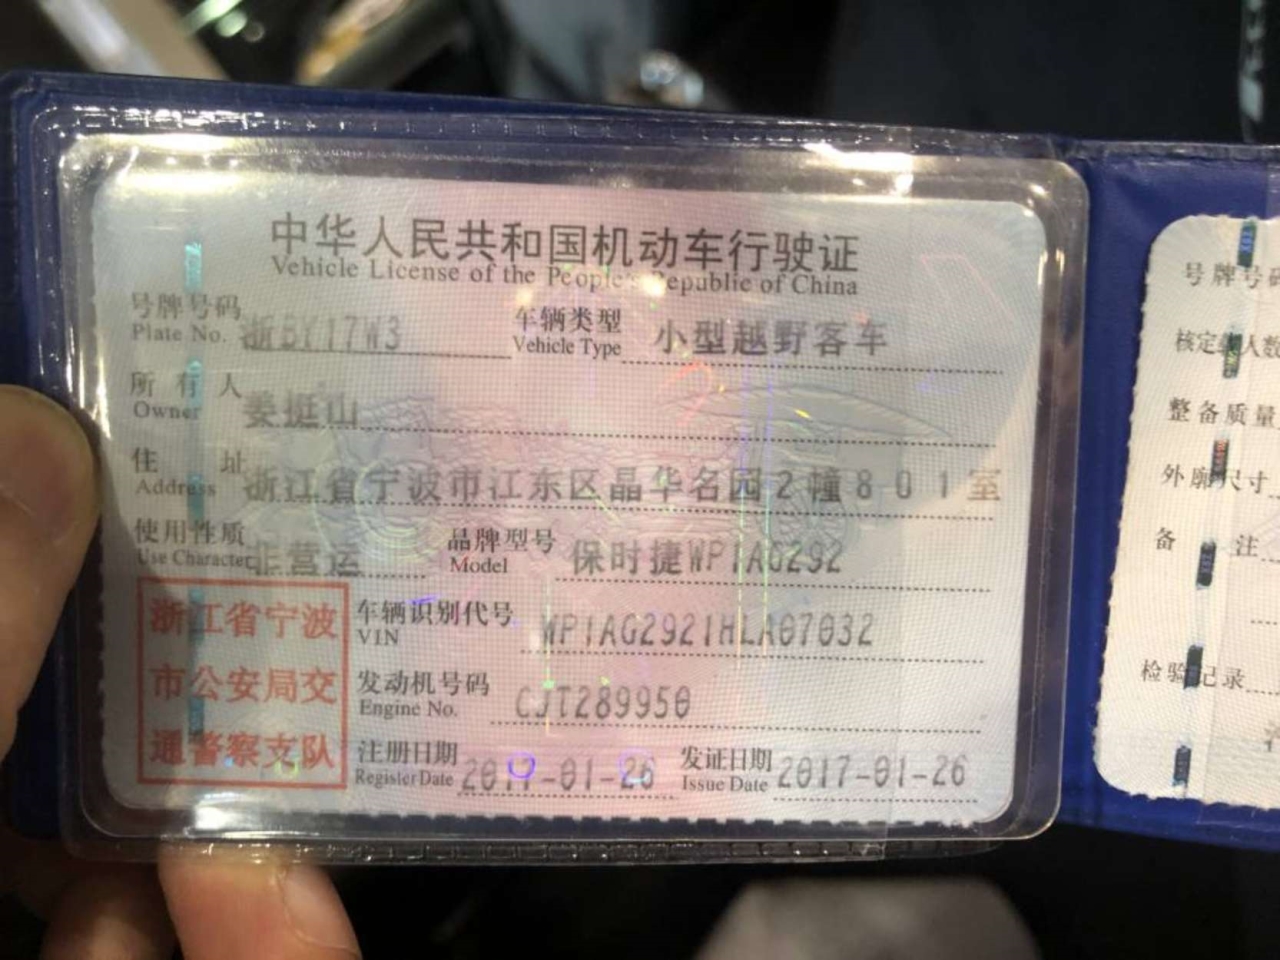 中华人民共和国机动车行驶证
Vehicle License of the People's Republic of China
号牌号码 浙BY17W3 车辆类型 小型越野客车
Plate No. Vehicle Type
所有人 姜挺山
Owner
住址 浙江省宁波市江东区晶华名园2幢801室
Address
使用性质 非营运 品牌型号 保时捷WP1AG292
Use Character Model
浙江省宁波
市公安局交
通警察支队
车辆识别代号 WP1AG2921HLA07032
VIN
发动机号码 CJT289950
Engine No.
注册日期 2017-01-26 发证日期 2017-01-26
Register Date Issue Date
号牌号码
核定载人数
整备质量
外廓尺寸
备注
检验记录